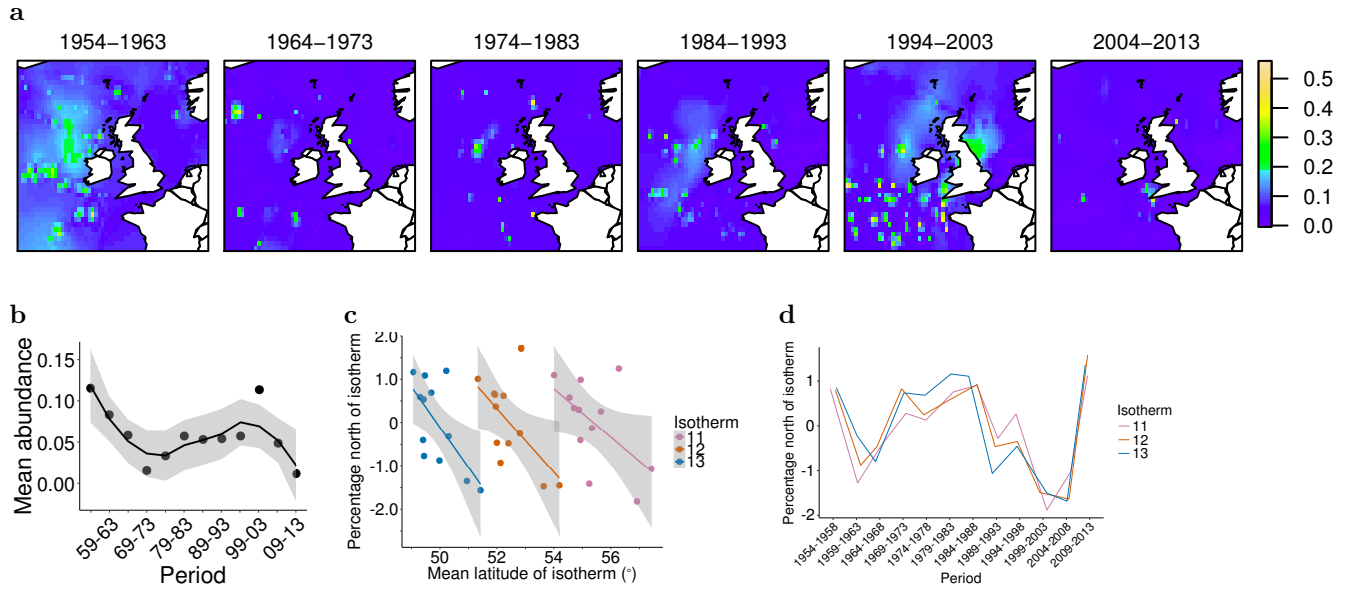 a
1954–1963 1964–1973 1974–1983 1984–1993 1994–2003 2004–2013
0.5
0.4
0.3
0.2
0.1
0.0
b
Mean abundance
0.15
0.10
0.05
0.00
59-63 69-73 79-83 89-93 99-03 09-13
Period
c
Percentage north of isotherm
2.0
1.0
0
-1.0
-2.0
50 52 54 56
Mean latitude of isotherm (°)
Isotherm
11
12
13
d
Percentage north of isotherm
1
0
-1
-2
1954-1958 1959-1963 1964-1968 1969-1973 1974-1978 1979-1983 1984-1988 1989-1993 1994-1998 1999-2003 2004-2008 2009-2013
Period
Isotherm
11
12
13